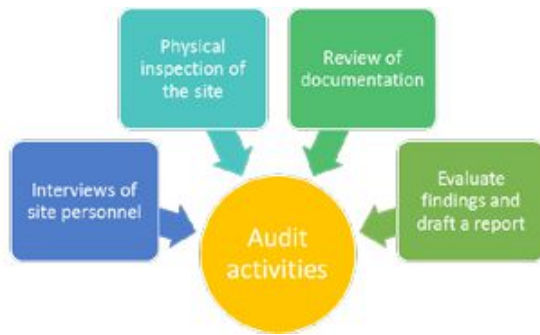 Physical
inspection of
the site
Review of
documentation
Interviews of
site personnel
Evaluate
findings and
draft a report
Audit
activities